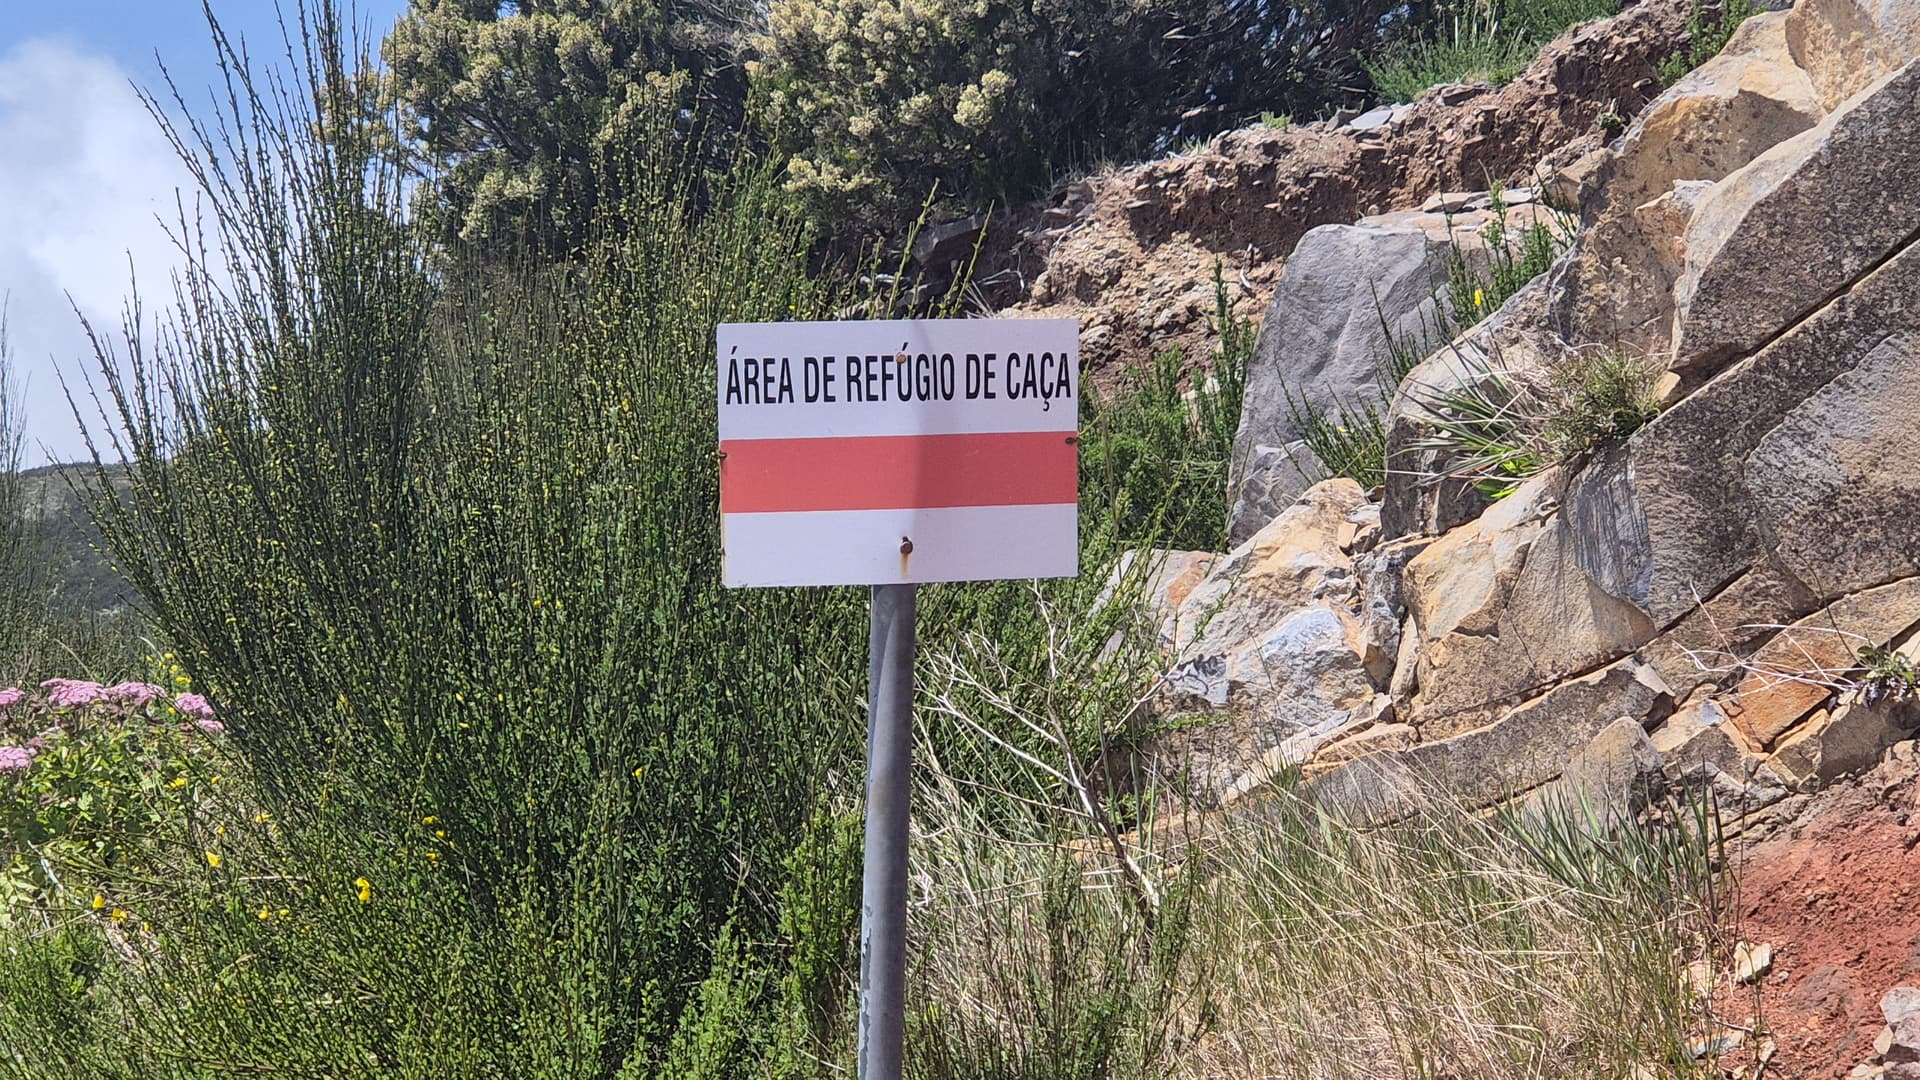 ÁREA DE REFÚGIO DE CAÇA